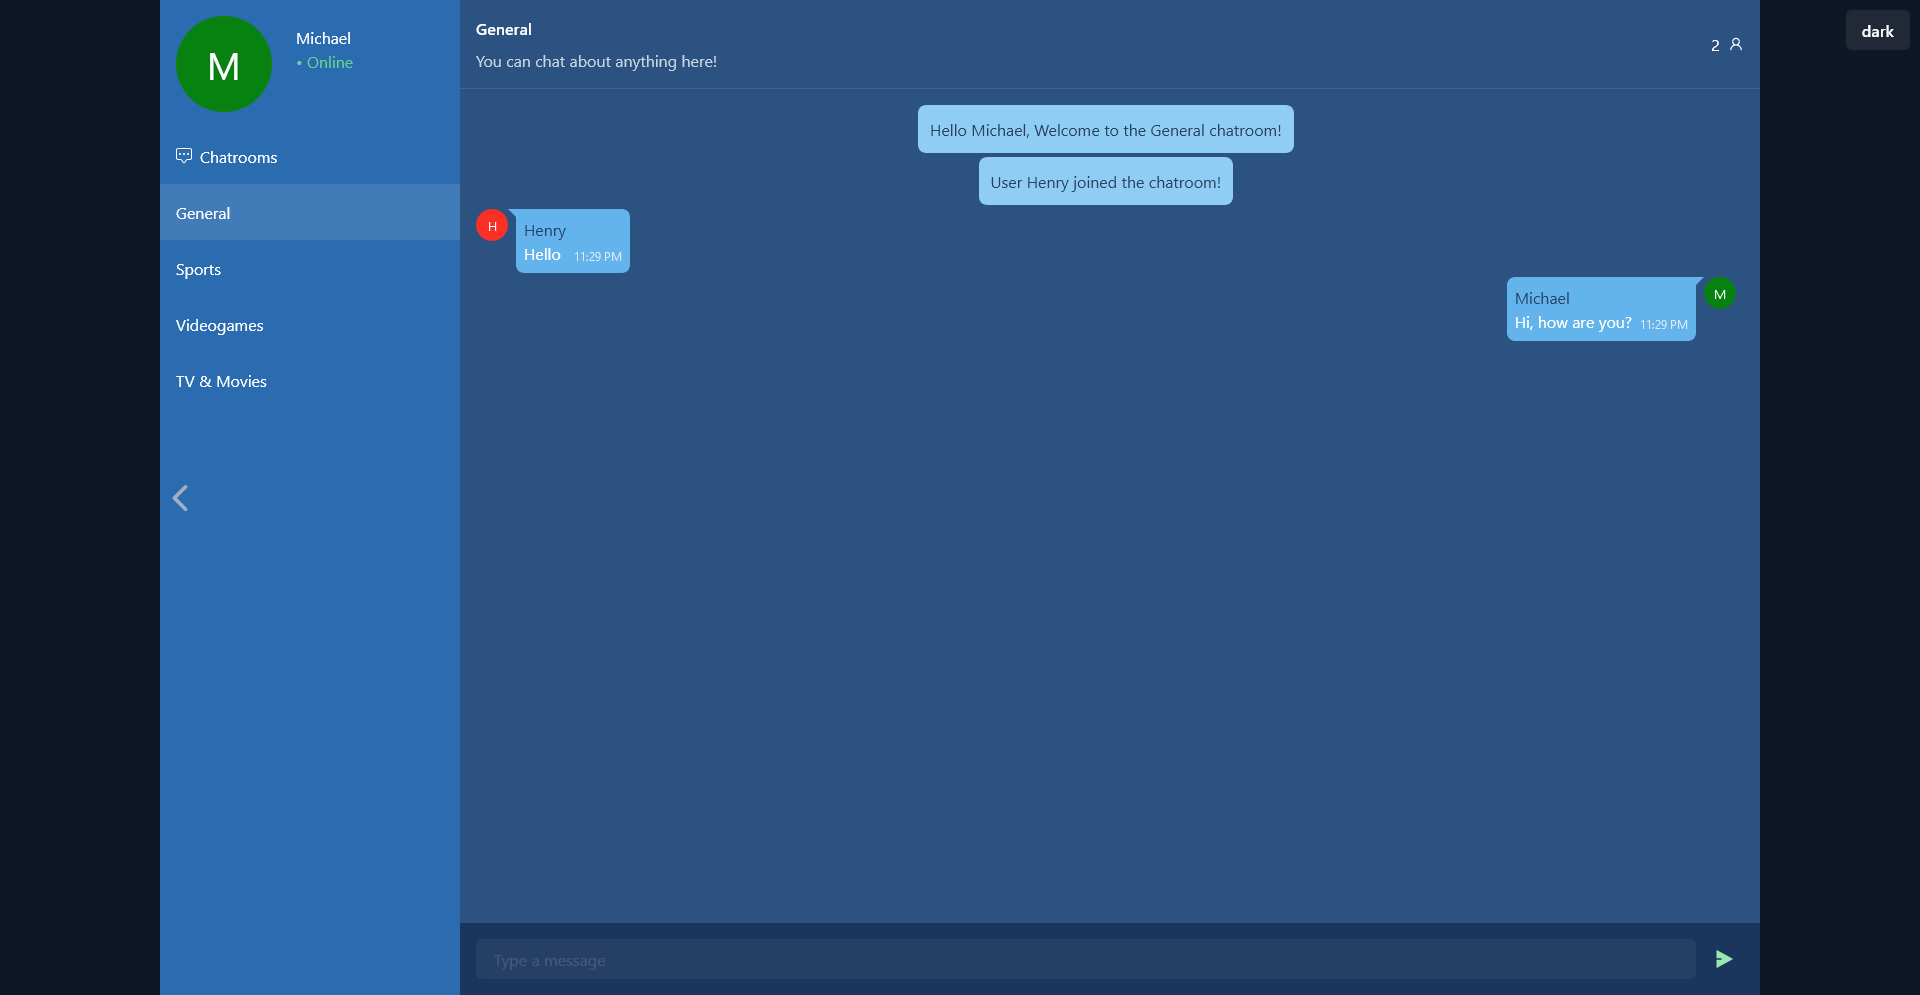 M
Michael
• Online
Chatrooms
General
Sports
Videogames
TV & Movies
General
You can chat about anything here!
2
dark
Hello Michael, Welcome to the General chatroom!
User Henry joined the chatroom!
H
Henry
Hello 11:29 PM
Michael
M
Hi, how are you? 11:29 PM
Type a message